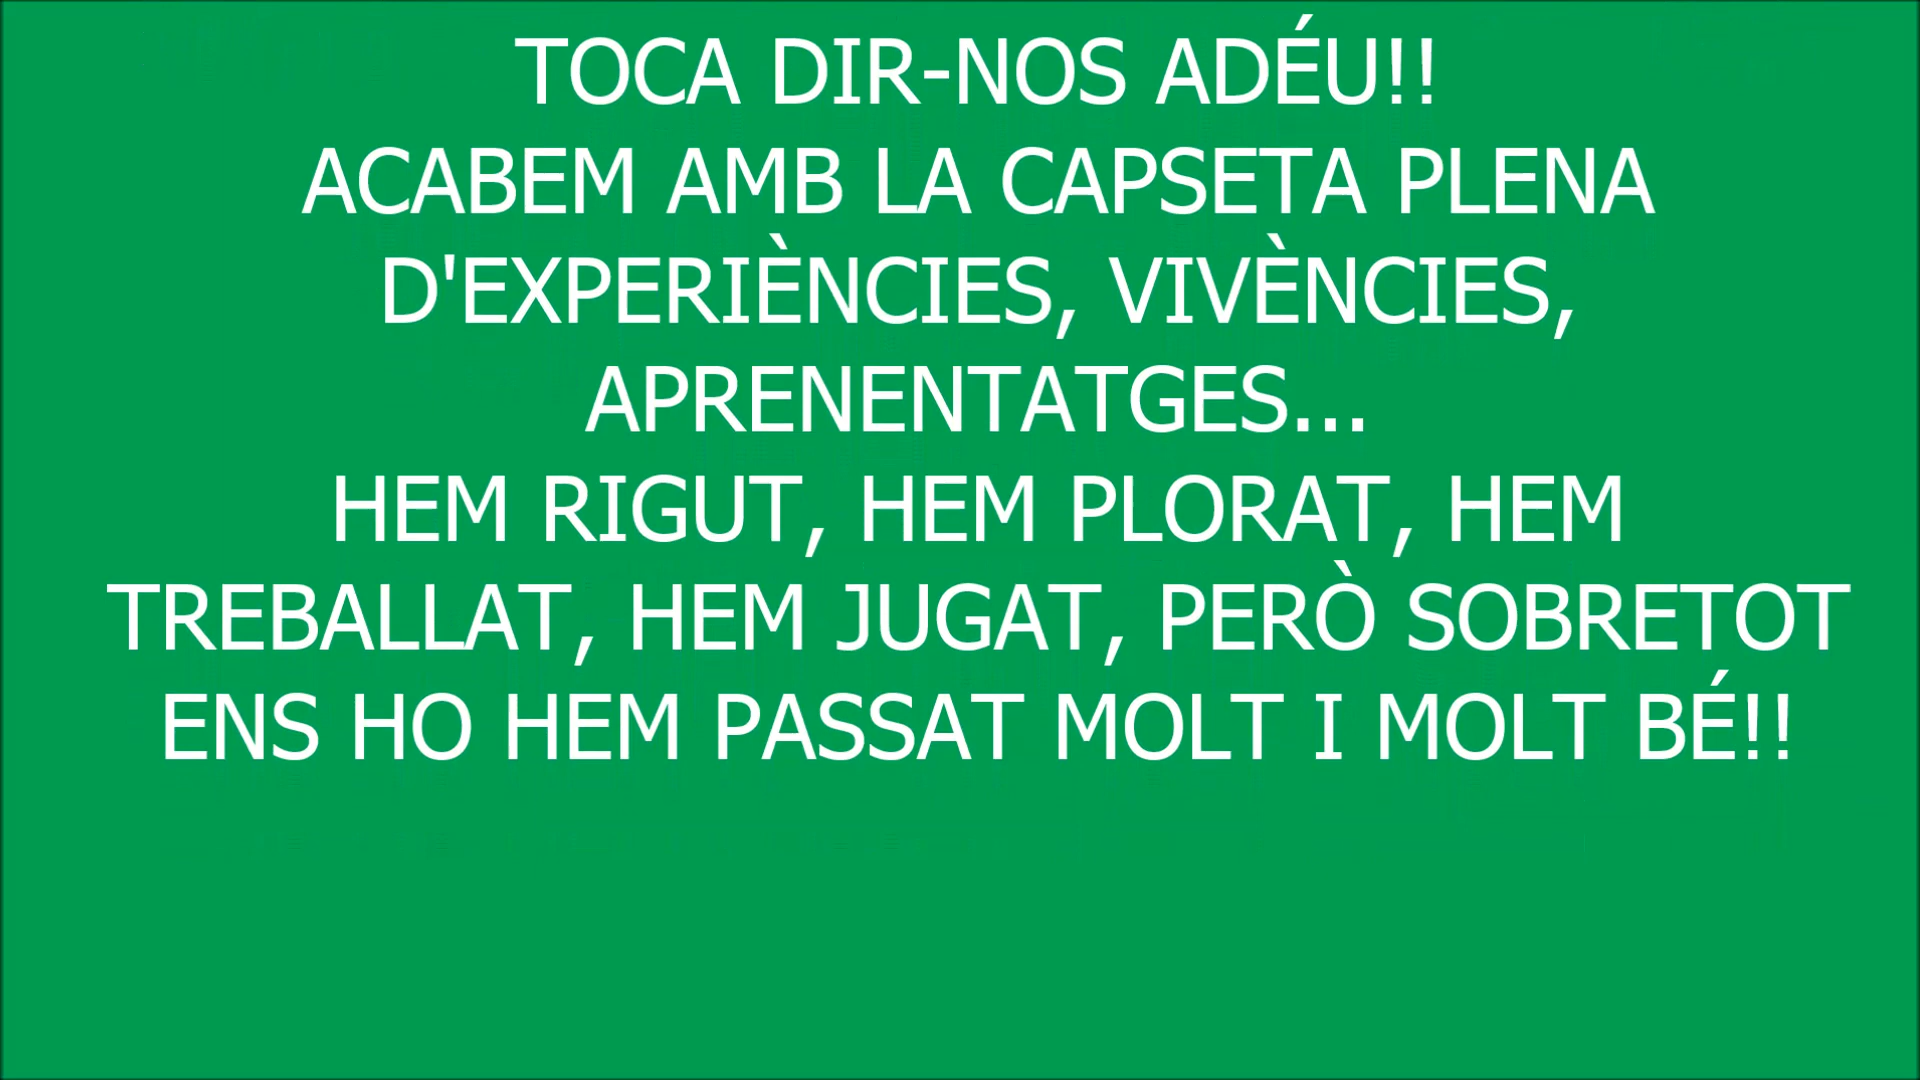 TOCA DIR-NOS ADÉU!!
ACABEM AMB LA CAPSETA PLENA
D'EXPERIÈNCIES, VIVÈNCIES,
APRENENTATGES...
HEM RIGUT, HEM PLORAT, HEM
TREBALLAT, HEM JUGAT, PERÒ SOBRETOT
ENS HO HEM PASSAT MOLT I MOLT BÉ!!